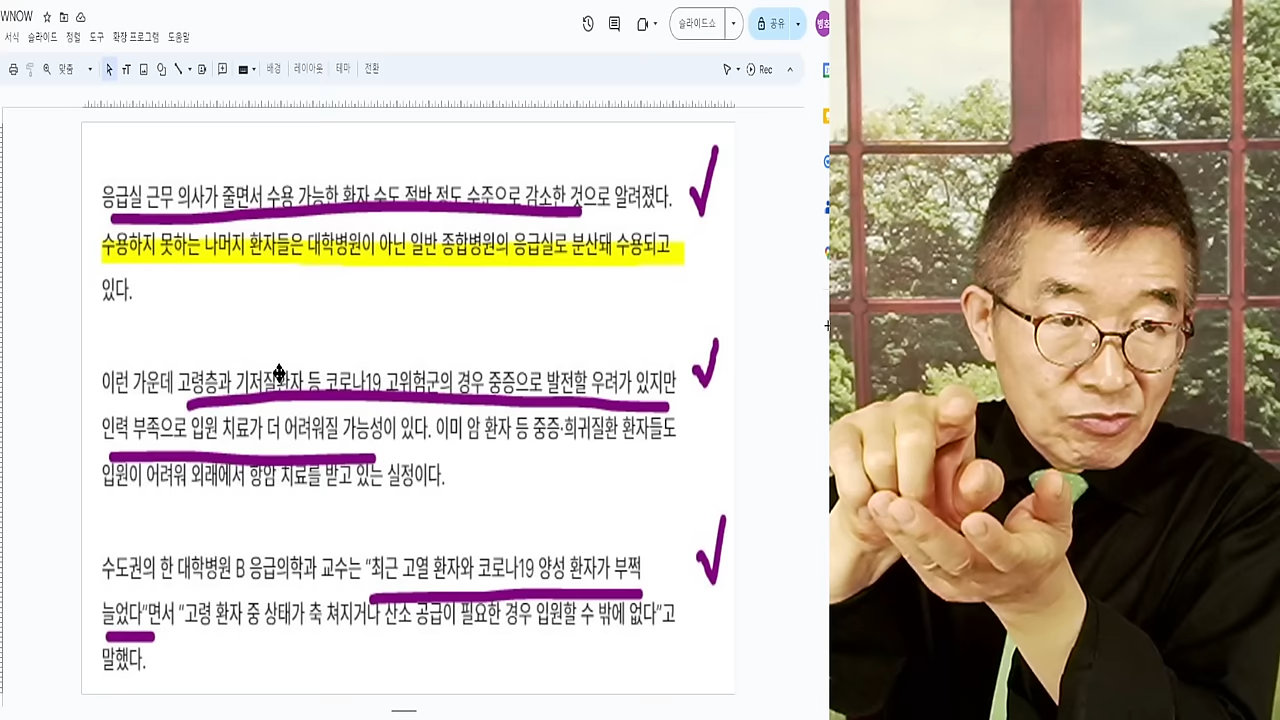 WNOW
서식 슬라이드 정렬 도구 확장 프로그램 도움말
슬라이드쇼
공유
병호
맞춤
배경 레이아웃 테마 전환
Rec
응급실 근무 의사가 줄면서 수용 가능한 환자 수도 절반 정도 수준으로 감소한 것으로 알려졌다.
수용하지 못하는 나머지 환자들은 대학병원이 아닌 일반 종합병원의 응급실로 분산돼 수용되고
있다.
이런 가운데 고령층과 기저질환자 등 코로나19 고위험군의 경우 중증으로 발전할 우려가 있지만
인력 부족으로 입원 치료가 더 어려워질 가능성이 있다. 이미 암 환자 등 중증·희귀질환 환자들도
입원이 어려워 외래에서 항암 치료를 받고 있는 실정이다.
수도권의 한 대학병원 B 응급의학과 교수는 “최근 고열 환자와 코로나19 양성 환자가 부쩍
늘었다”면서 “고령 환자 중 상태가 축 쳐지거나 산소 공급이 필요한 경우 입원할 수 밖에 없다”고
말했다.